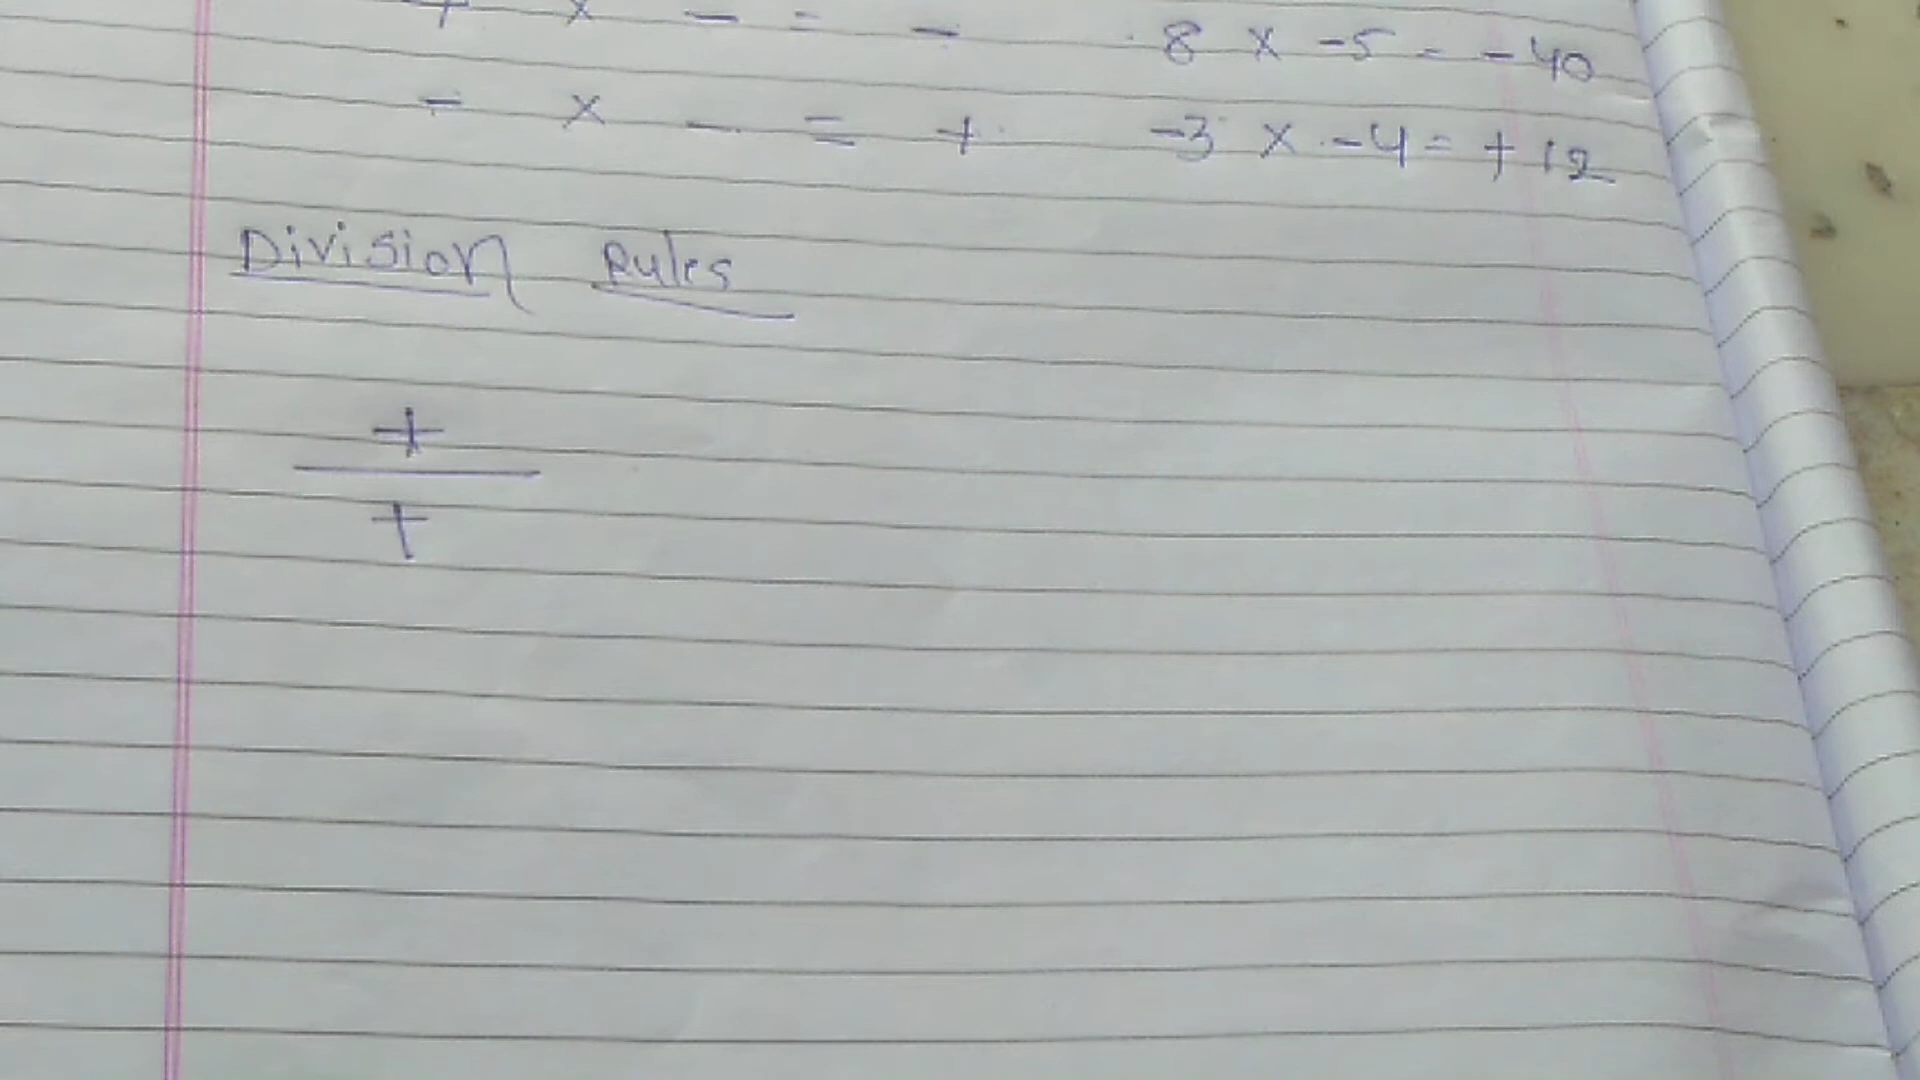 + × - = - 8 × -5 = -40
- × - = + -3 × -4 = +12
Division Rules
+
+